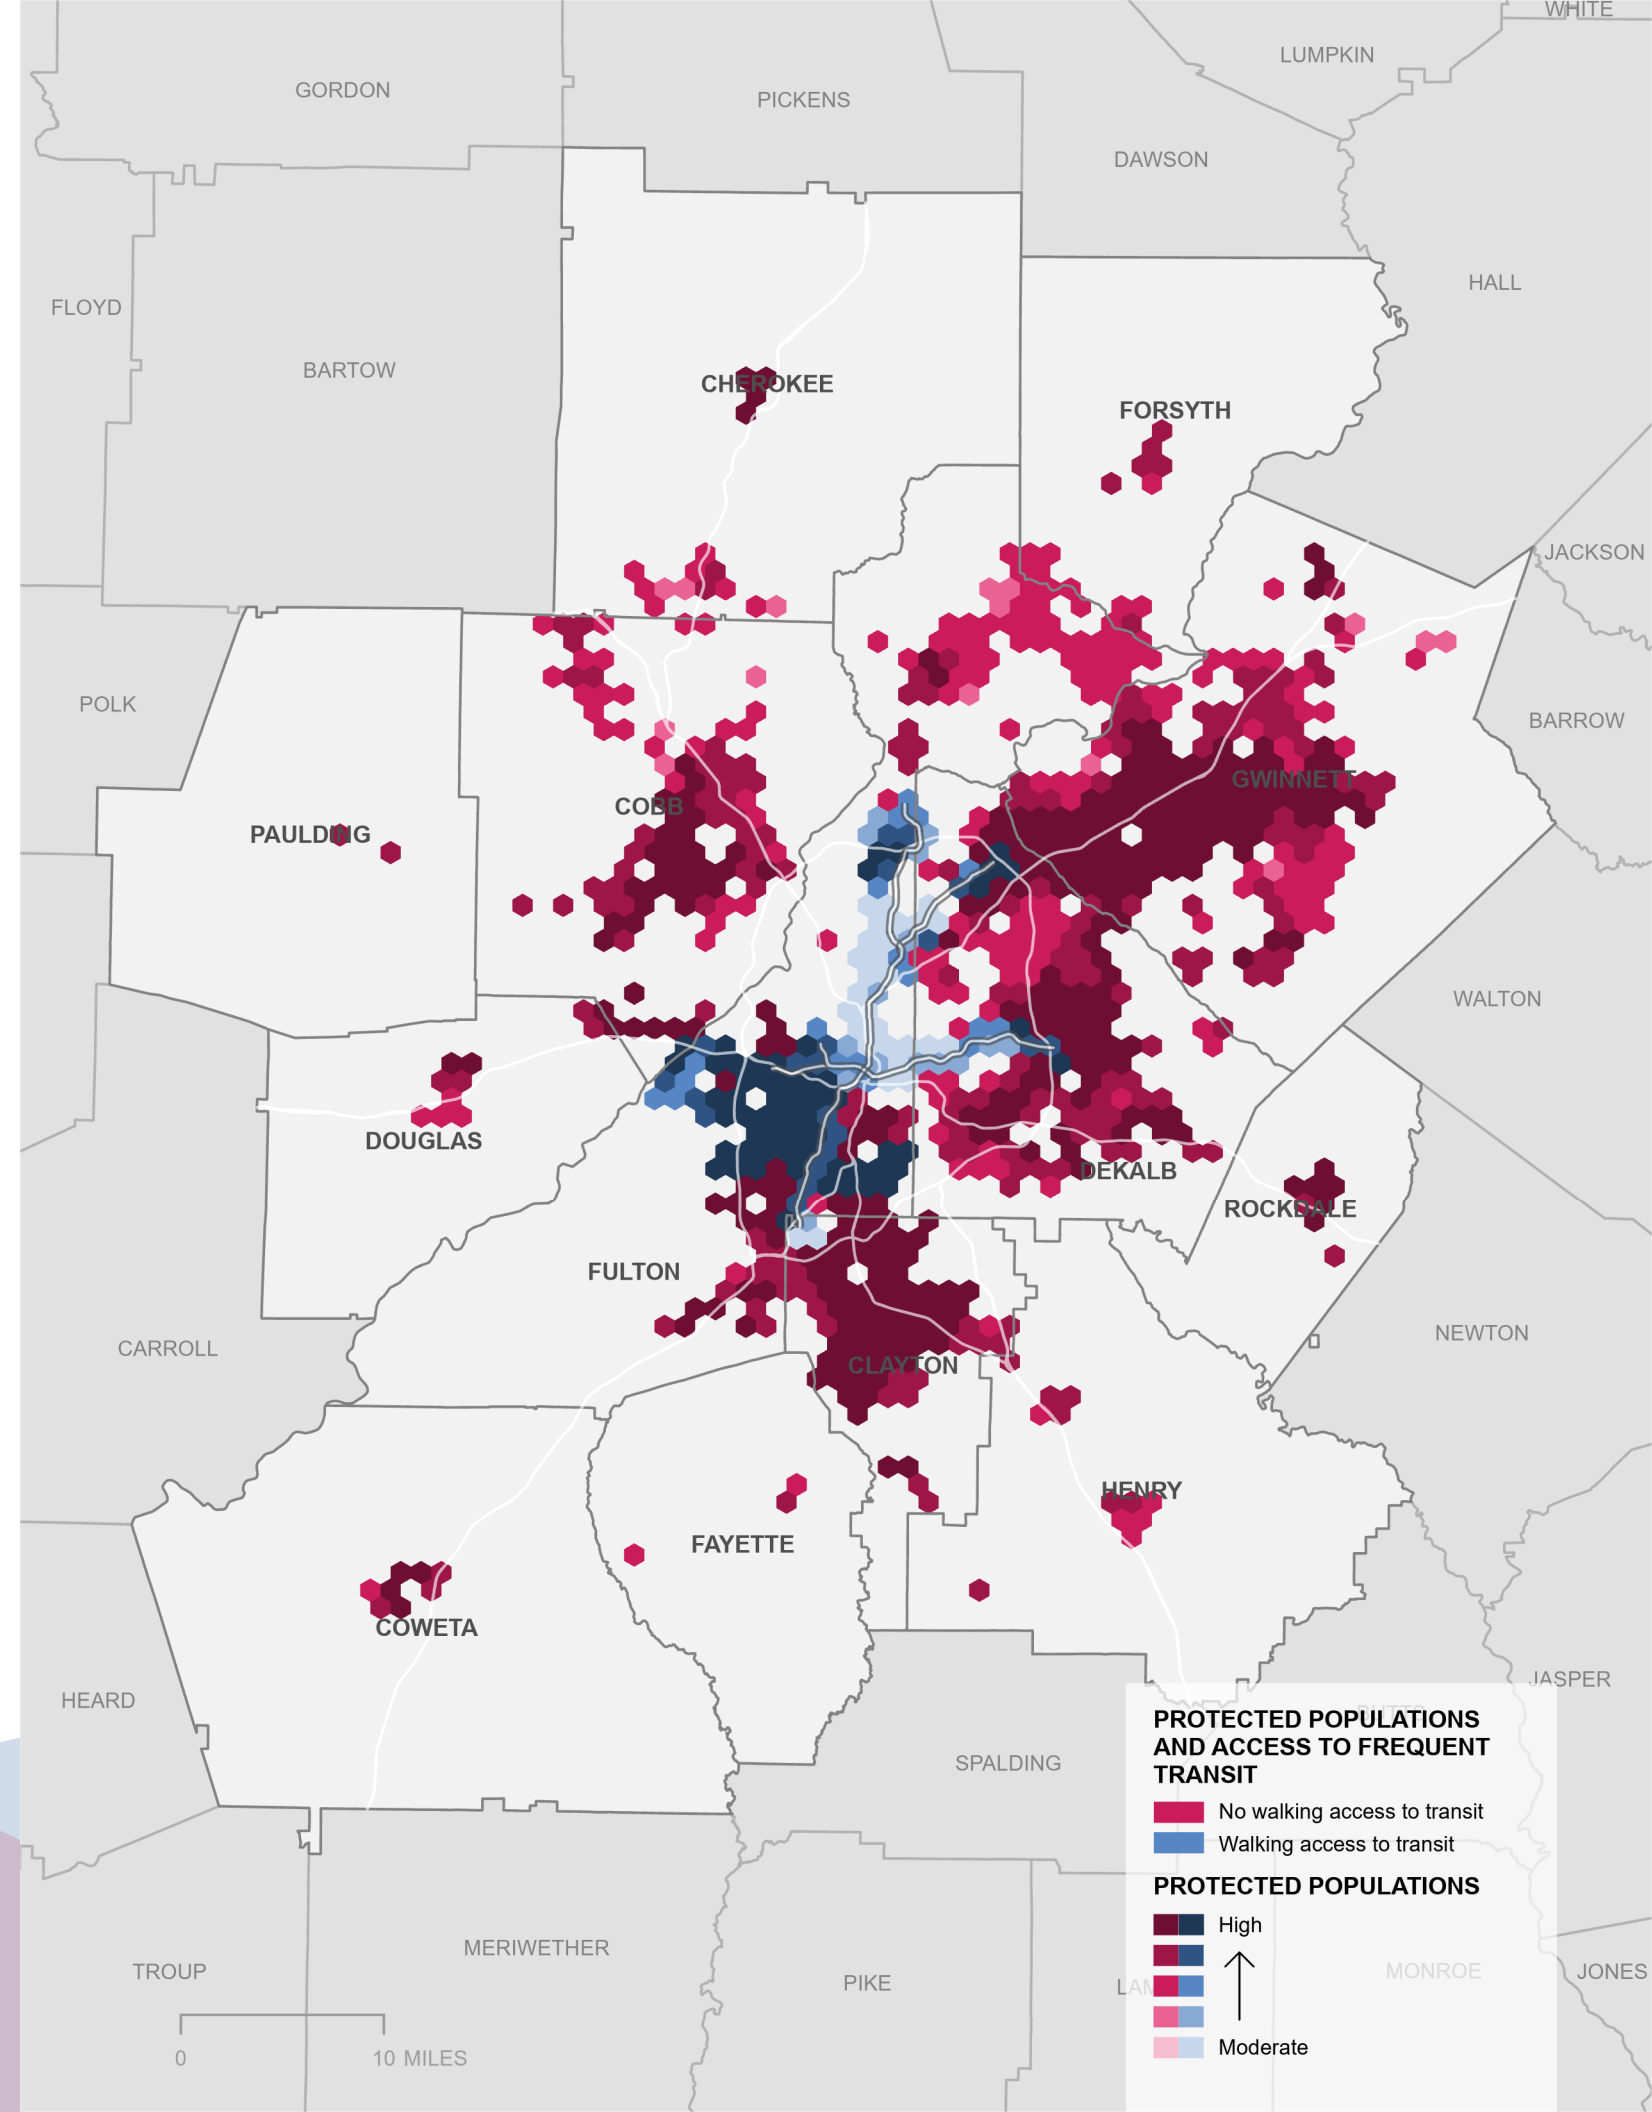 WHITE
LUMPKIN
GORDON
PICKENS
DAWSON
HALL
FLOYD
BARTOW
CHEROKEE
FORSYTH
JACKSON
POLK
BARROW
GWINNETT
COBB
PAULDING
WALTON
DOUGLAS
DEKALB
ROCKDALE
FULTON
NEWTON
CARROLL
CLAYTON
HENRY
FAYETTE
COWETA
JASPER
HEARD
BUTTS
SPALDING
PROTECTED POPULATIONS
AND ACCESS TO FREQUENT
TRANSIT
No walking access to transit
Walking access to transit
PROTECTED POPULATIONS
High
Moderate
MERIWETHER
TROUP
PIKE
LAM
MONROE
JONES
0 10 MILES